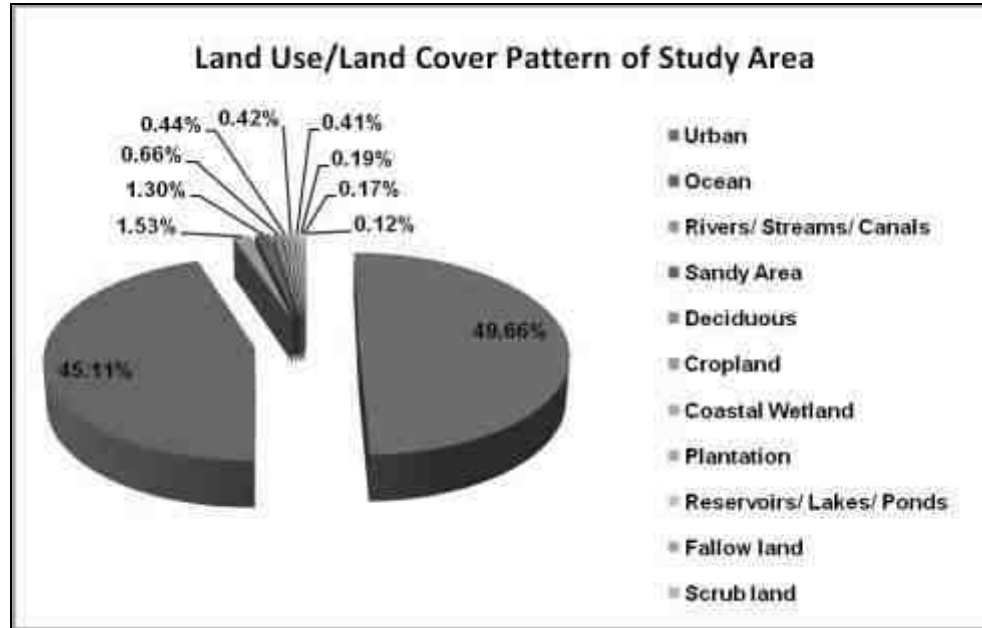 Land Use/Land Cover Pattern of Study Area
0.44%
0.42%
0.41%
0.66%
0.19%
1.30%
0.17%
1.53%
0.12%
45.11%
49.66%
Urban
Ocean
Rivers/ Streams/ Canals
Sandy Area
Deciduous
Cropland
Coastal Wetland
Plantation
Reservoirs/ Lakes/ Ponds
Fallow land
Scrub land